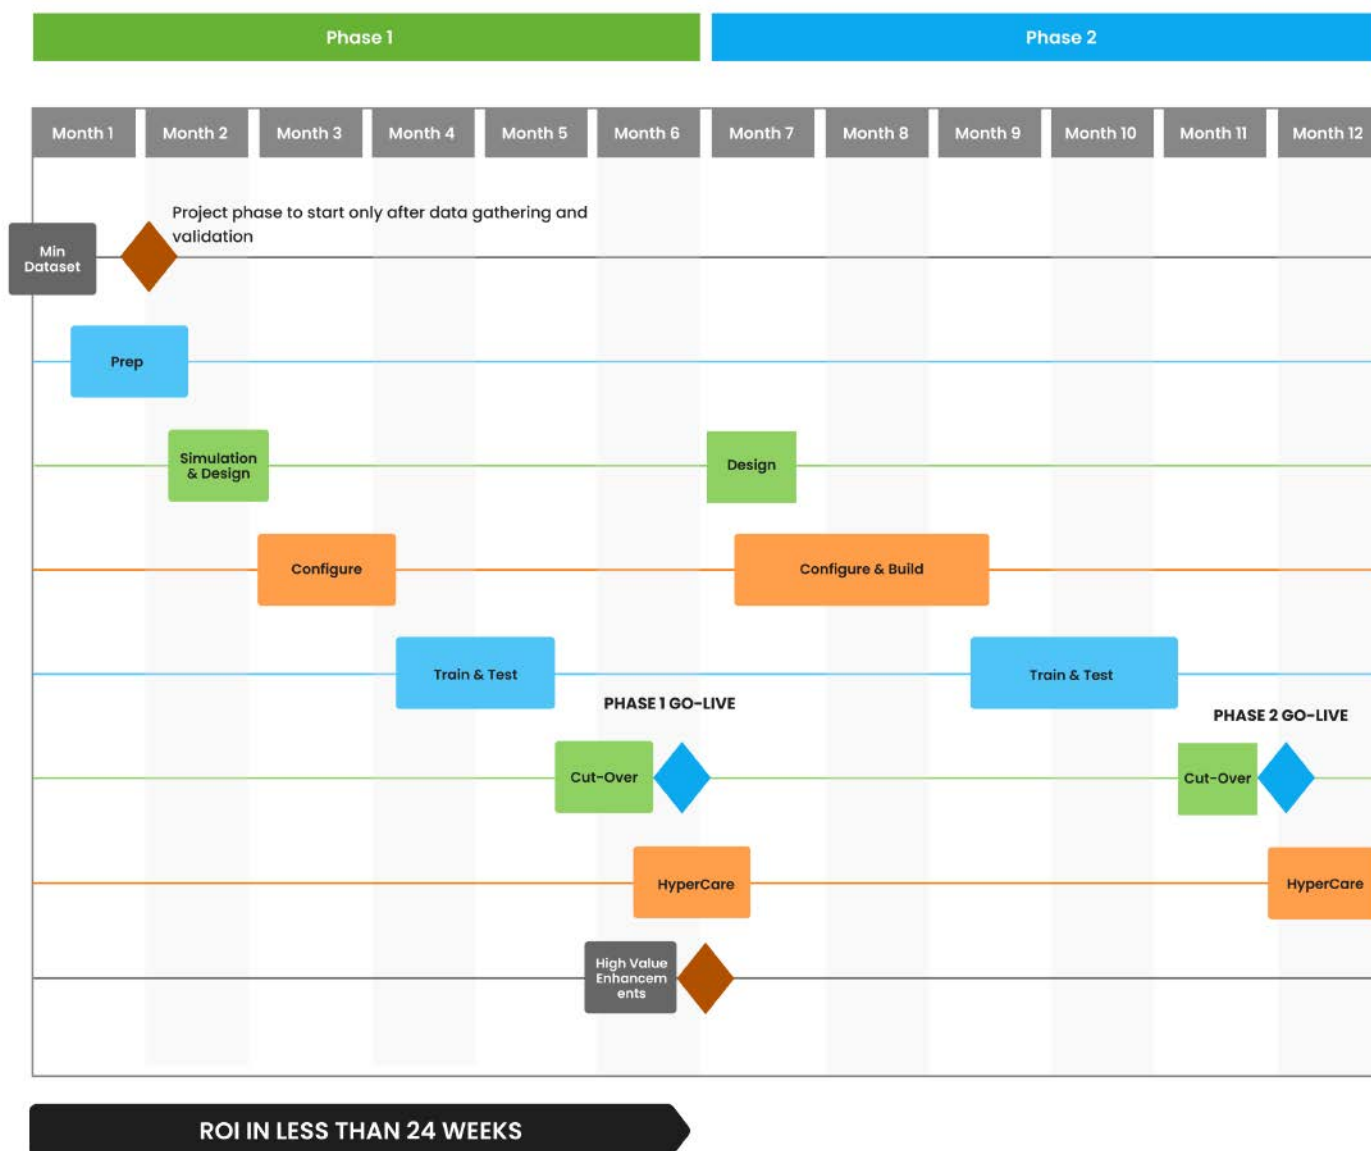 Phase 1
Phase 2
Month 1
Month 2
Month 3
Month 4
Month 5
Month 6
Month 7
Month 8
Month 9
Month 10
Month 11
Month 12
Project phase to start only after data gathering and
validation
Min
Dataset
Prep
Simulation
& Design
Design
Configure
Configure & Build
Train & Test
Train & Test
PHASE 1 GO-LIVE
PHASE 2 GO-LIVE
Cut-Over
Cut-Over
HyperCare
HyperCare
High Value
Enhancem
ents
ROI IN LESS THAN 24 WEEKS